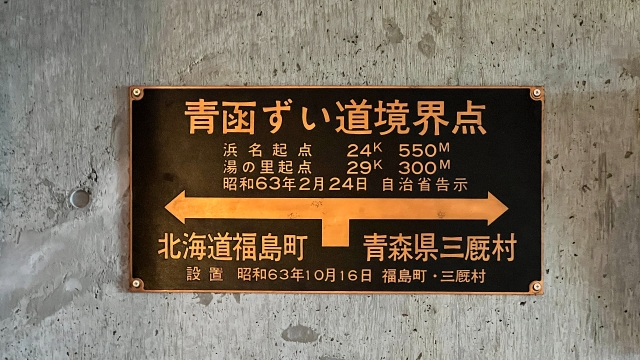 青函ずい道境界点
浜名起点 24K 550M
湯の里起点 29K 300M
昭和63年2月24日 自治省告示
北海道福島町 青森県三厩村
設置 昭和63年10月16日 福島町・三厩村